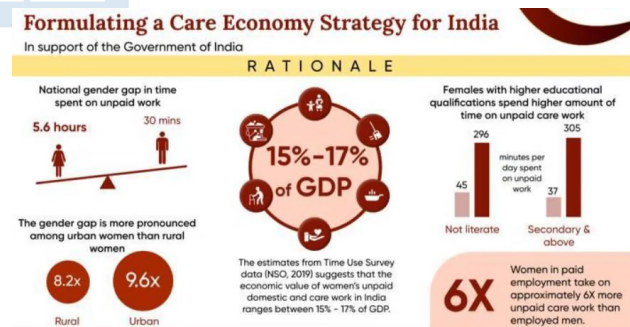 Formulating a Care Economy Strategy for India
In support of the Government of India
RATIONALE
National gender gap in time
spent on unpaid work
5.6 hours
30 mins
The gender gap is more pronounced
among urban women than rural
women
8.2x
9.6x
Rural
Urban
15%-17%
of GDP
The estimates from Time Use Survey
data (NSO, 2019) suggests that the
economic value of women's unpaid
domestic and care work in India
ranges between 15% - 17% of GDP.
Females with higher educational
qualifications spend higher amount of
time on unpaid care work
296
305
minutes per
day spent
on unpaid
work
45
37
Not literate
Secondary &
above
6X
Women in paid
employment take on
approximately 6X more
unpaid care work than
employed men.